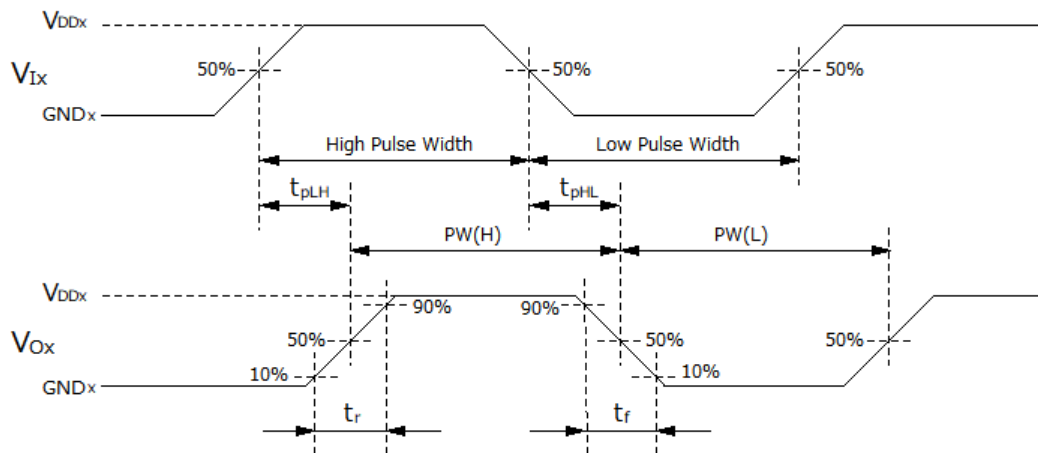 VDDx
50%
50%
50%
VIx
GNDx
High Pulse Width
Low Pulse Width
tpLH
tpHL
PW(H)
PW(L)
VDDx
90%
90%
50%
50%
50%
VOx
10%
10%
GNDx
tr
tf